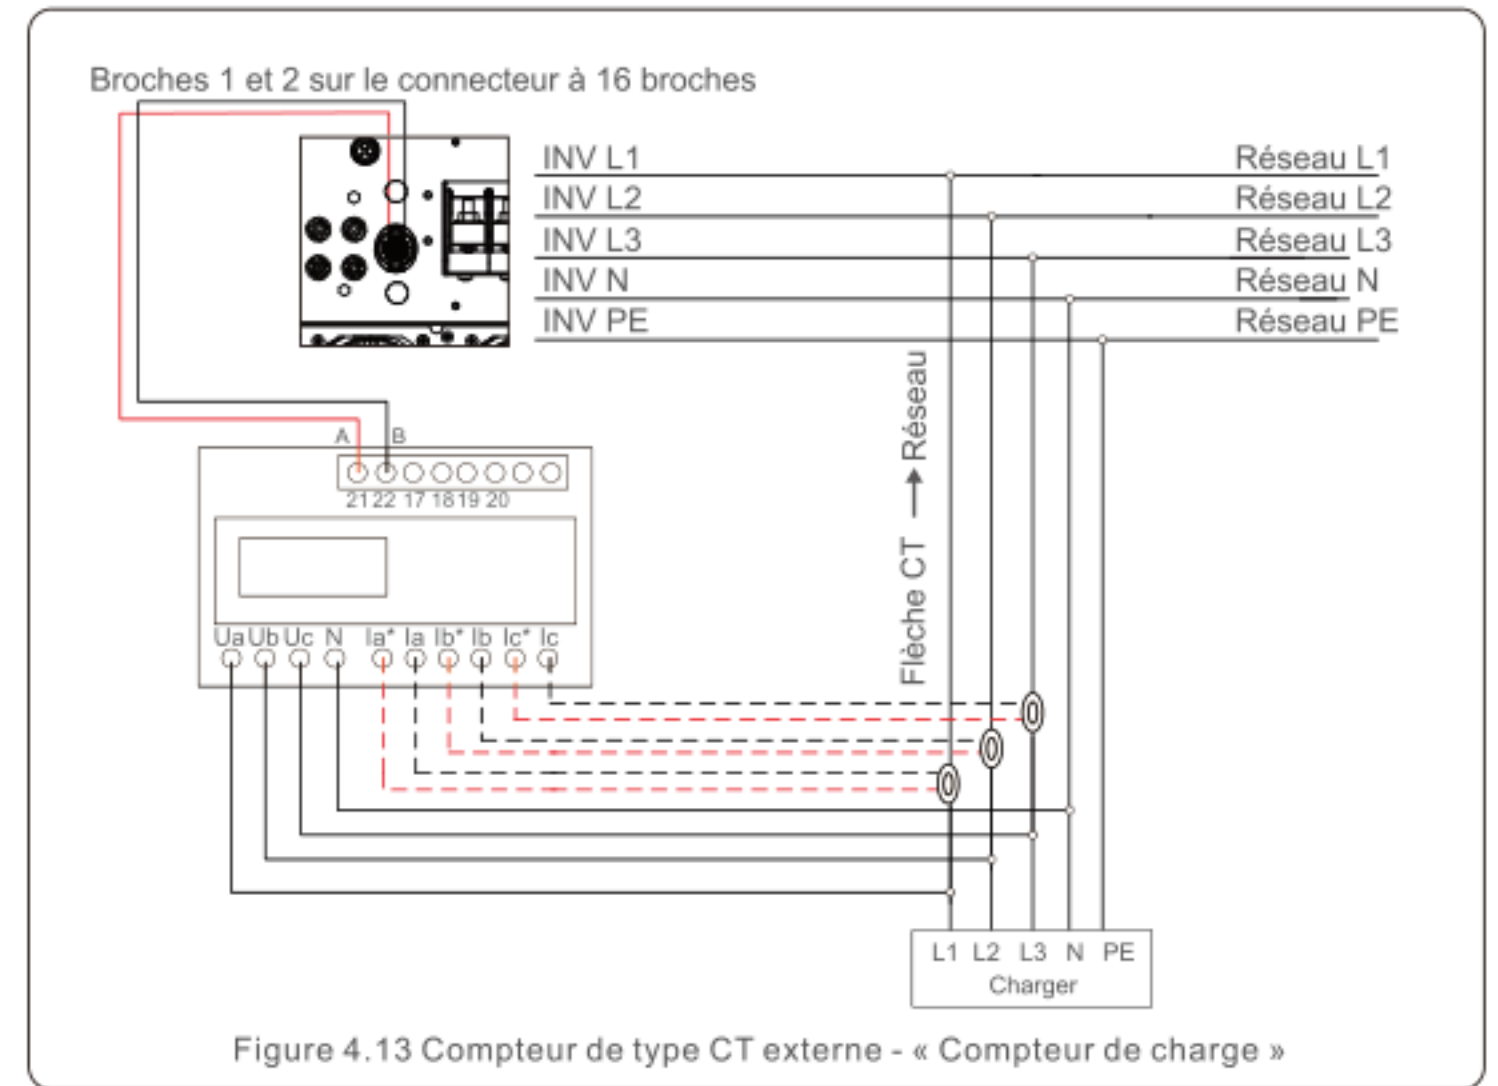 Broches 1 et 2 sur le connecteur à 16 broches
INV L1 Réseau L1
INV L2 Réseau L2
INV L3 Réseau L3
INV N Réseau N
INV PE Réseau PE
Flèche CT → Réseau
A B
21 22 17 18 19 20
Ua Ub Uc N Ia* Ia Ib* Ib Ic* Ic
L1 L2 L3 N PE
Charger
Figure 4.13 Compteur de type CT externe - « Compteur de charge »